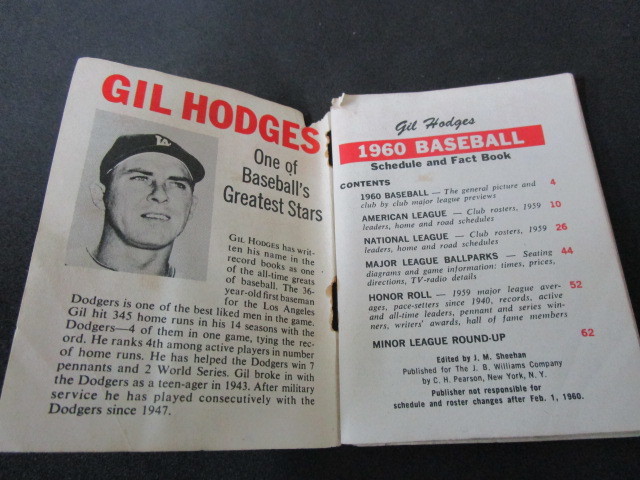 GIL HODGES
One of
Baseball's
Greatest Stars
LA
GIL HODGES has writ-
ten his name in the
record books as one
of the all-time greats
of baseball. The 36-
year-old first baseman
for the Los Angeles
Dodgers is one of the best liked men in the game.
Gil hit 345 home runs in his 14 seasons with the
Dodgers—4 of them in one game, tying the rec-
ord. He ranks 4th among active players in number
of home runs. He has helped the Dodgers win 7
pennants and 2 World Series. Gil broke in with
the Dodgers as a teen-ager in 1943. After military
service he has played consecutively with the
Dodgers since 1947.
Gil Hodges
1960 BASEBALL
Schedule and Fact Book
CONTENTS
1960 BASEBALL — The general picture and 4
club by club major league previews
AMERICAN LEAGUE — Club rosters, 1959 10
leaders, home and road schedules
NATIONAL LEAGUE — Club rosters, 1959 26
leaders, home and road schedules
MAJOR LEAGUE BALLPARKS — Seating 44
diagrams and game information: times, prices,
directions, TV-radio details
HONOR ROLL — 1959 major league aver- 52
ages, pace-setters since 1940, records, active
and all-time leaders, pennant and series win-
ners, writers' awards, hall of fame members
MINOR LEAGUE ROUND-UP 62
Edited by J. M. Sheehan
Published for The J. B. Williams Company
by C. H. Pearson, New York, N. Y.
Publisher not responsible for
schedule and roster changes after Feb. 1, 1960.